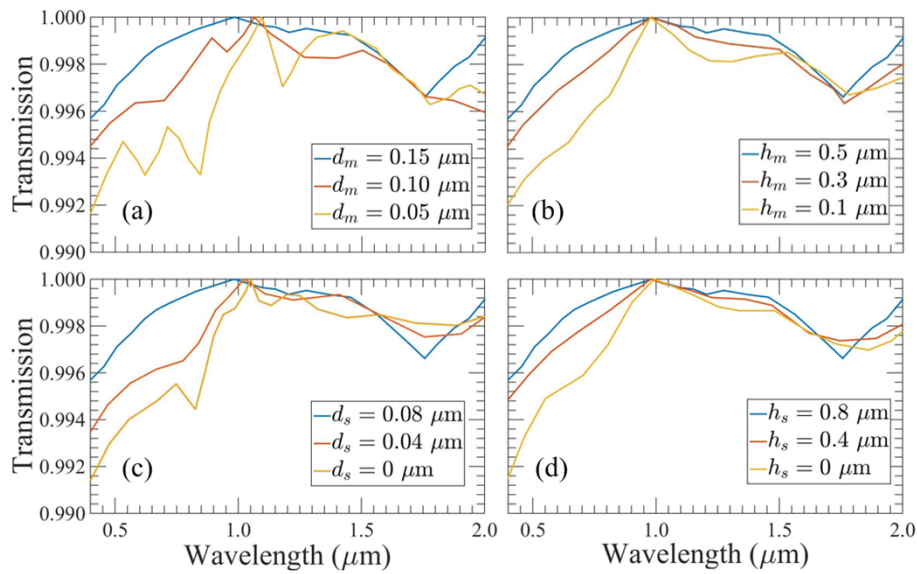 1.000
0.998
0.996
0.994
0.992
0.990
Transmission
(a)
d_m = 0.15 μm
d_m = 0.10 μm
d_m = 0.05 μm
(b)
h_m = 0.5 μm
h_m = 0.3 μm
h_m = 0.1 μm
1.000
0.998
0.996
0.994
0.992
0.990
Transmission
(c)
d_s = 0.08 μm
d_s = 0.04 μm
d_s = 0 μm
0.5 1.0 1.5 2.0
Wavelength (μm)
(d)
h_s = 0.8 μm
h_s = 0.4 μm
h_s = 0 μm
0.5 1.0 1.5 2.0
Wavelength (μm)